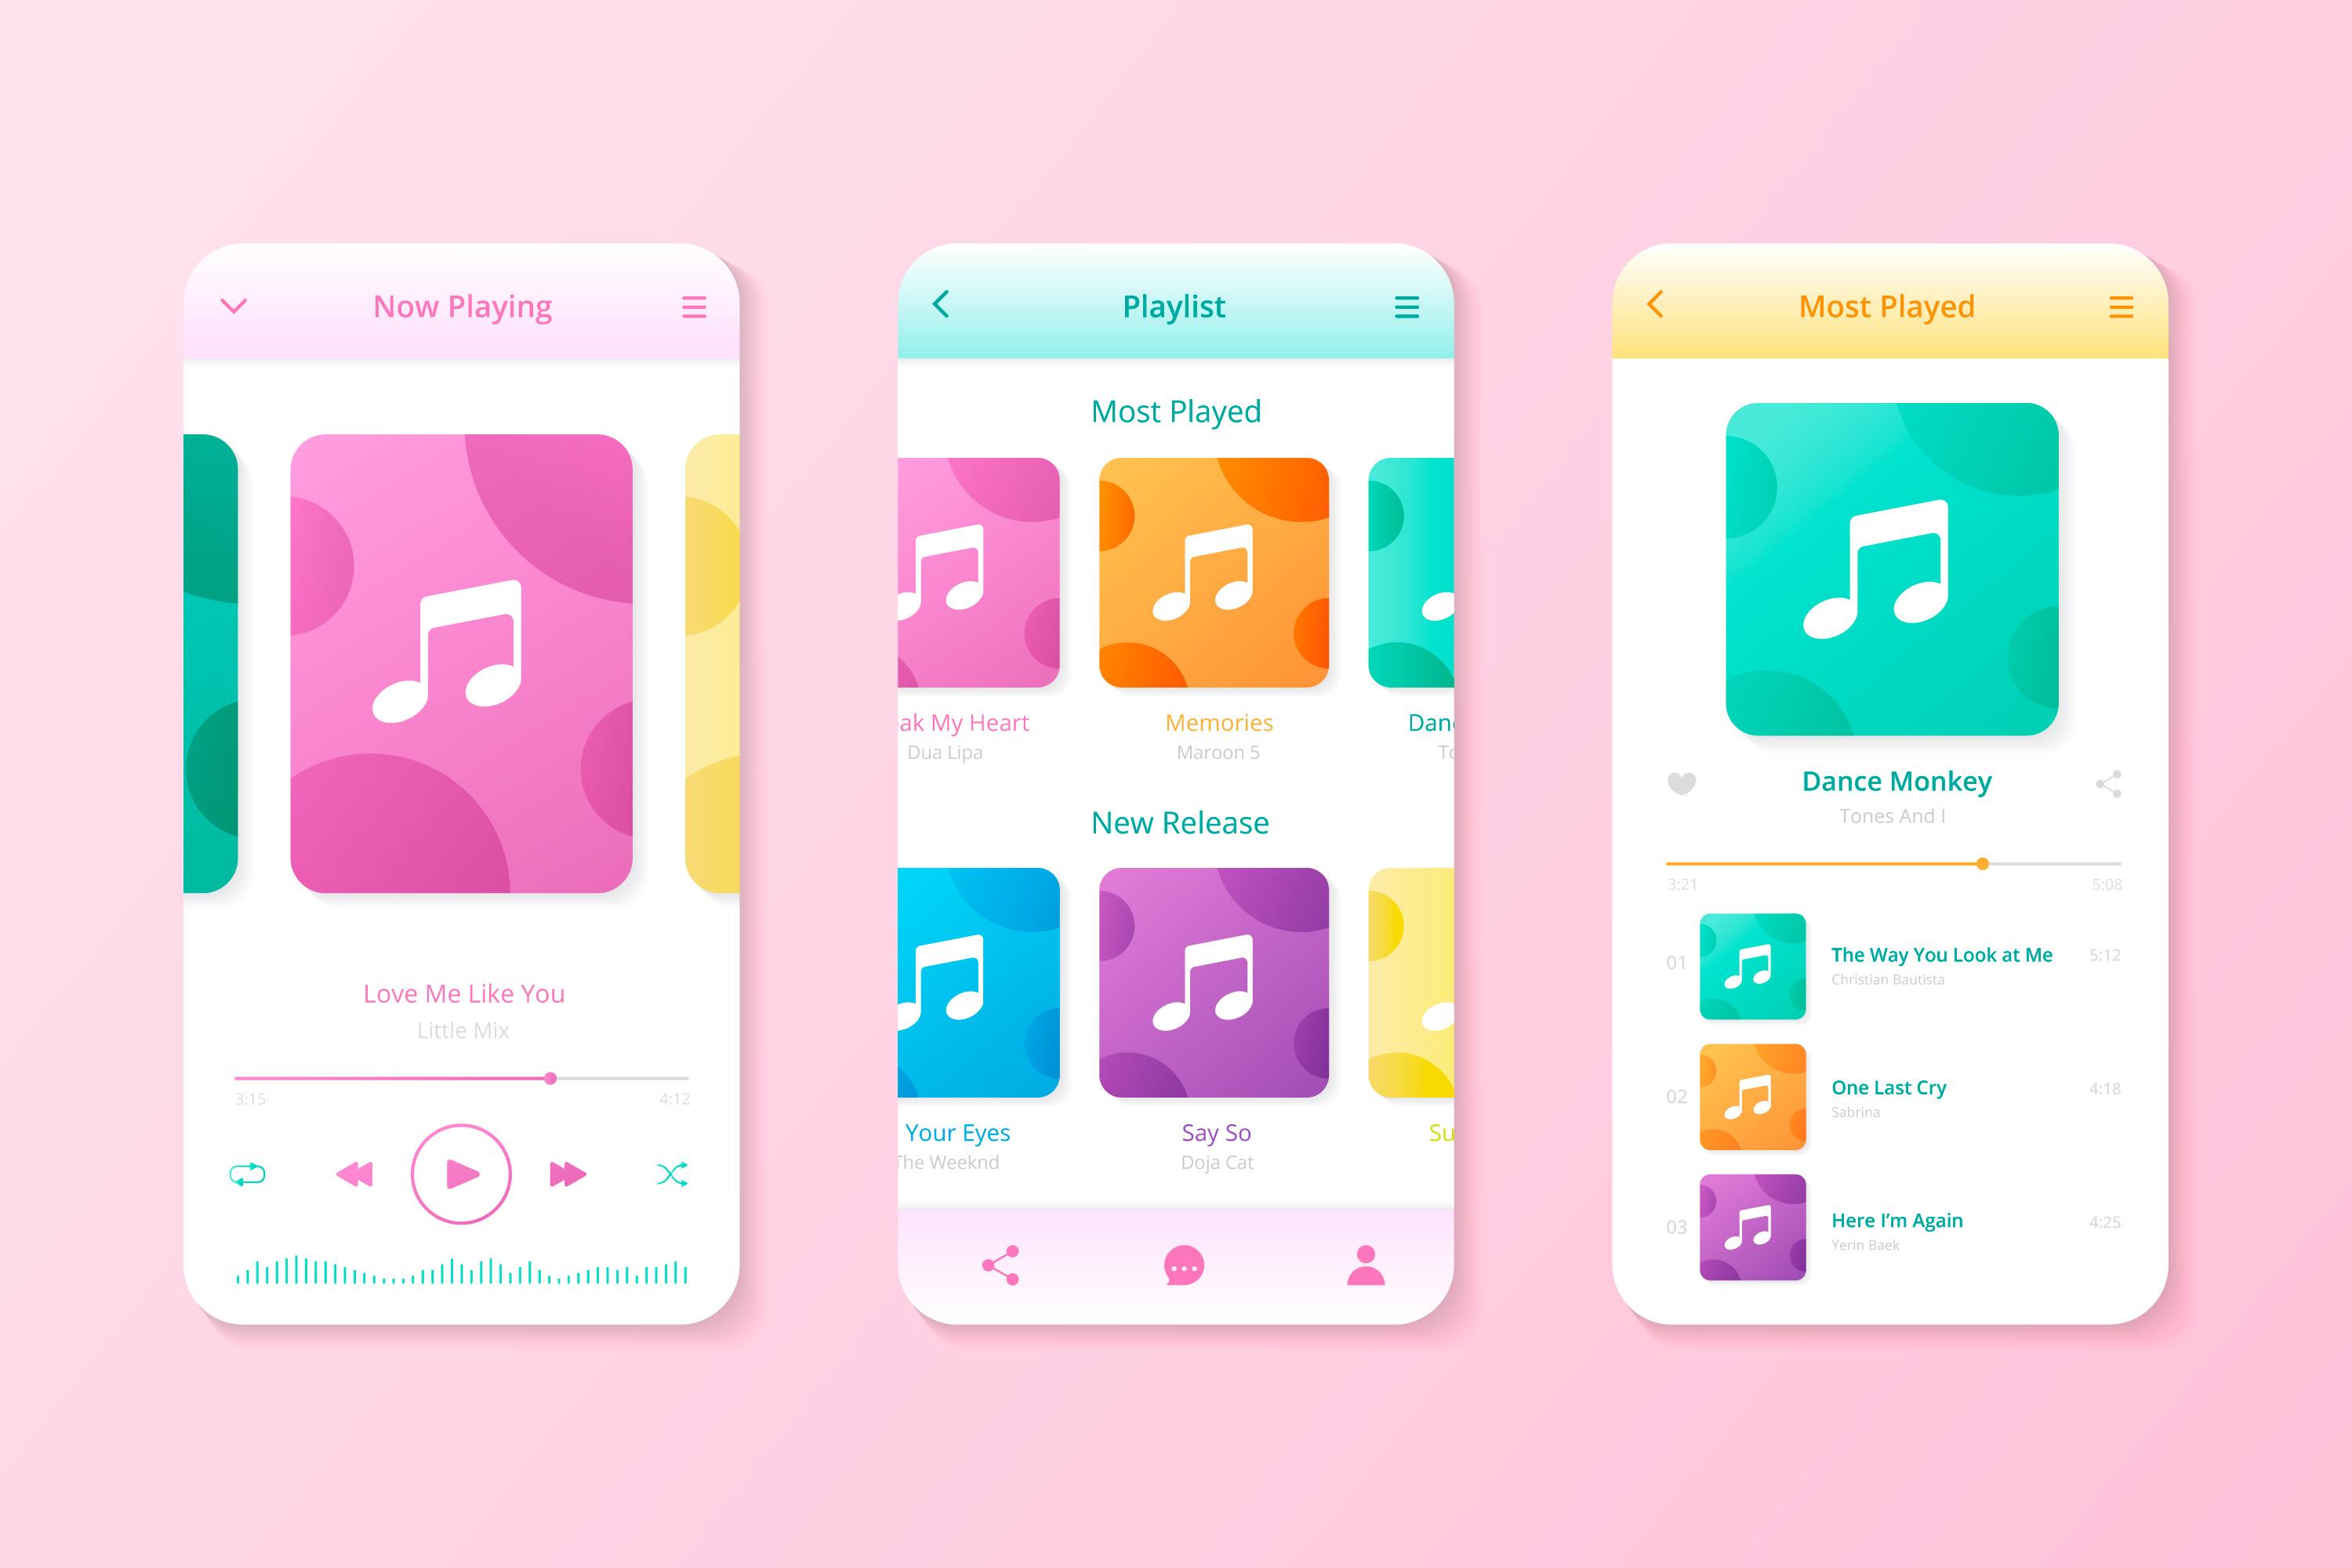 Now Playing
Love Me Like You
Little Mix
3:15
4:12
Playlist
Most Played
ak My Heart
Dua Lipa
Memories
Maroon 5
Dan
To
New Release
Your Eyes
The Weeknd
Say So
Doja Cat
Su
Most Played
Dance Monkey
Tones And I
3:21
5:08
01
The Way You Look at Me
5:12
Christian Bautista
02
One Last Cry
4:18
Sabrina
03
Here I’m Again
4:25
Yerin Baek